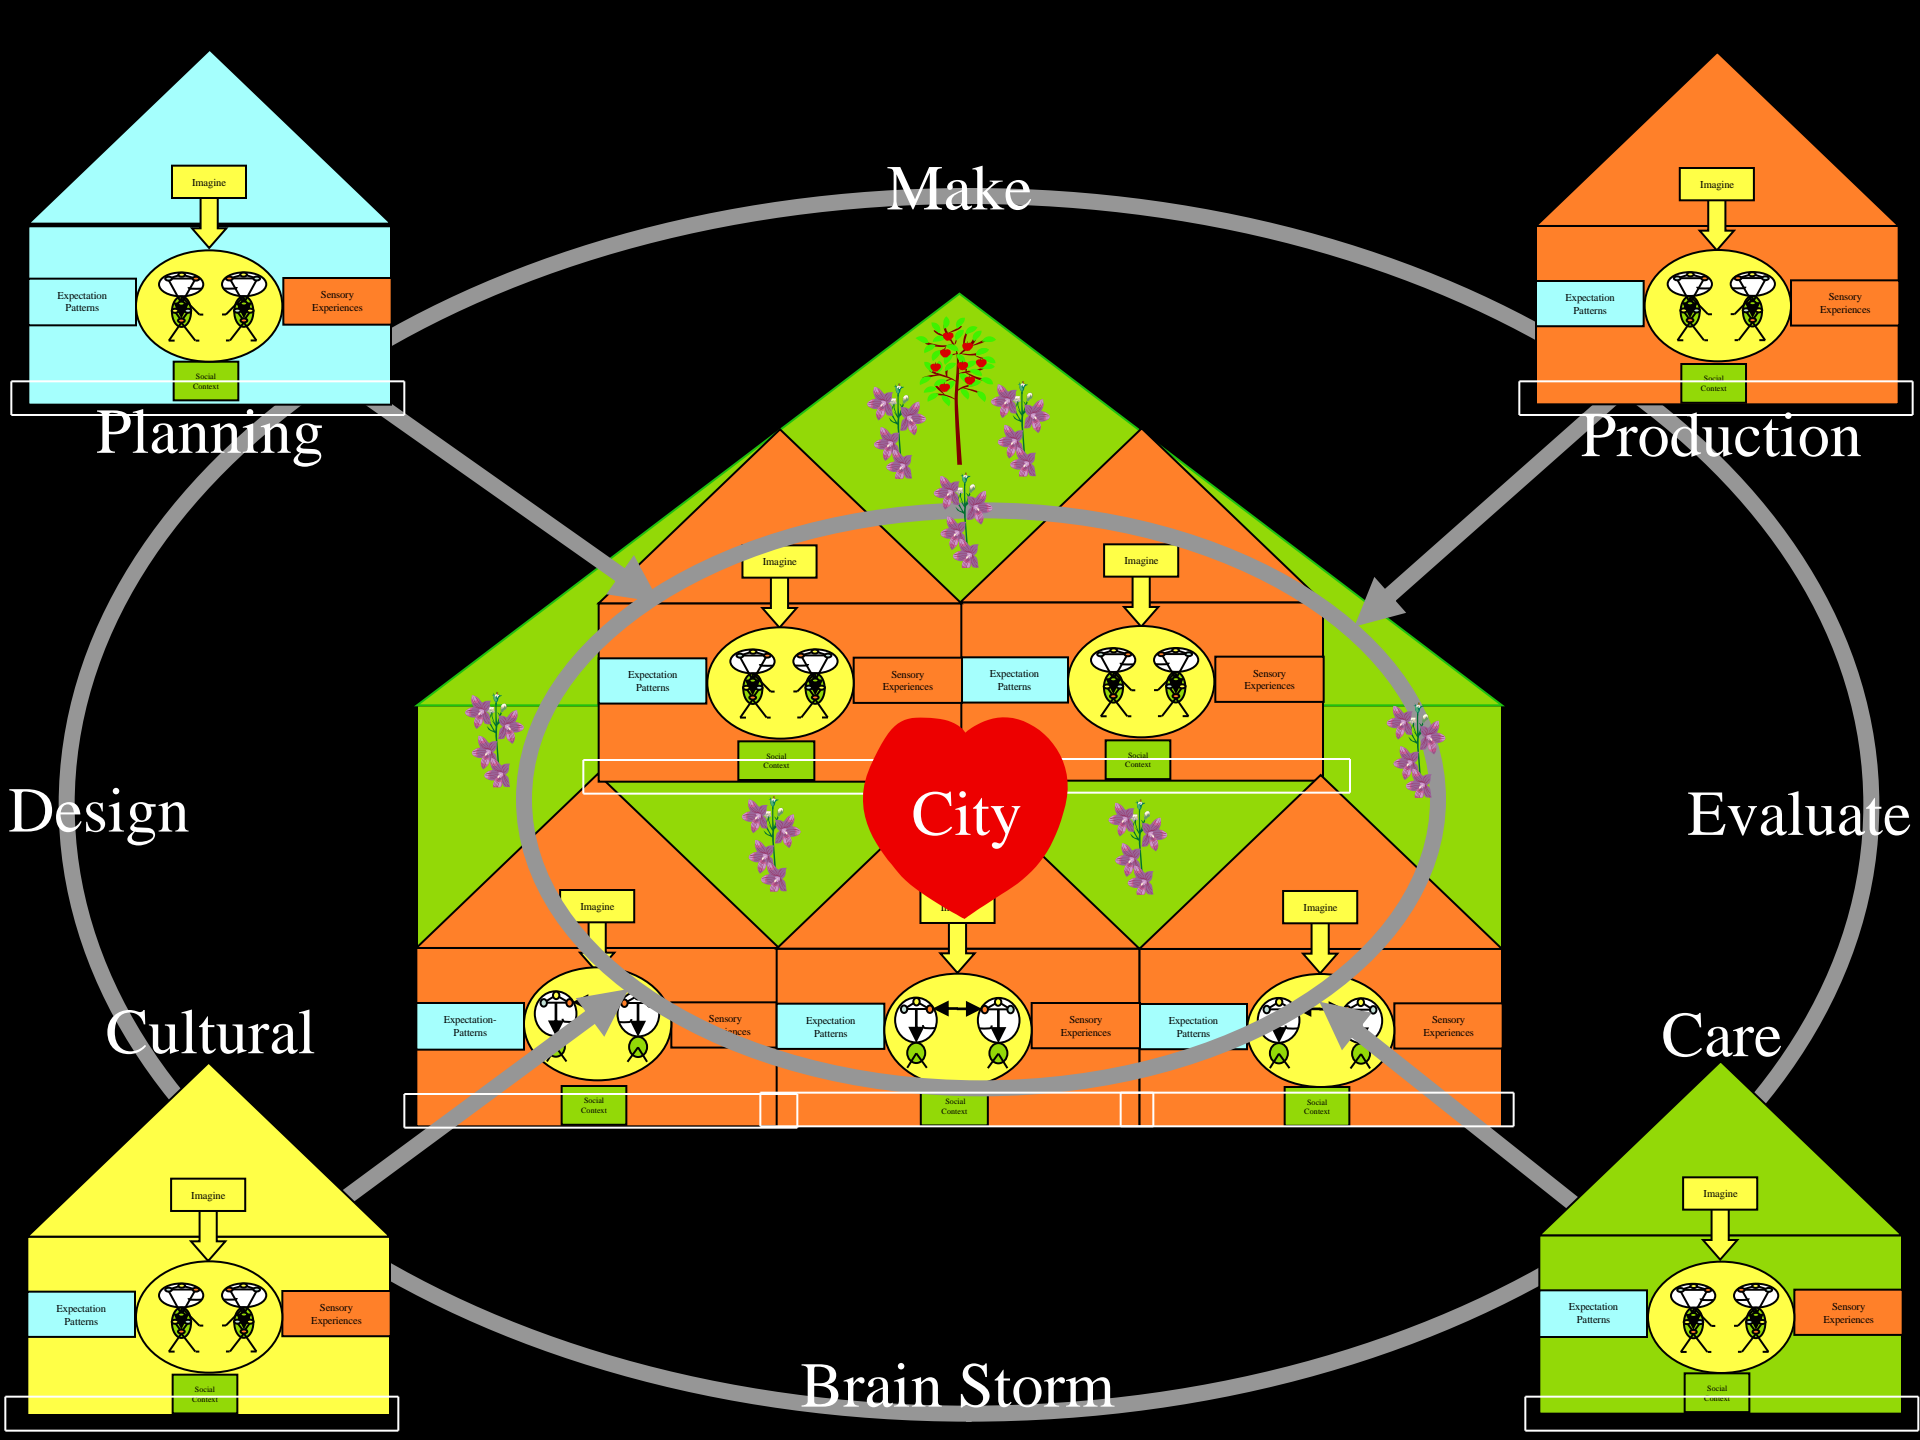 Make
Imagine
Expectation
Patterns
Sensory
Experiences
Social
Context
Planning
Imagine
Expectation
Patterns
Sensory
Experiences
Social
Context
Production
Imagine
Expectation
Patterns
Sensory
Experiences
Social
Context
Imagine
Expectation
Patterns
Sensory
Experiences
Social
Context
City
Design
Evaluate
Imagine
Expectation-
Patterns
Sensory
Social
Context
Expectation
Patterns
Sensory
Experiences
Social
Context
Imagine
Expectation
Patterns
Sensory
Experiences
Social
Context
Cultural
Imagine
Expectation
Patterns
Sensory
Experiences
Social
Context
Care
Imagine
Expectation
Patterns
Sensory
Experiences
Social
Context
Brain Storm